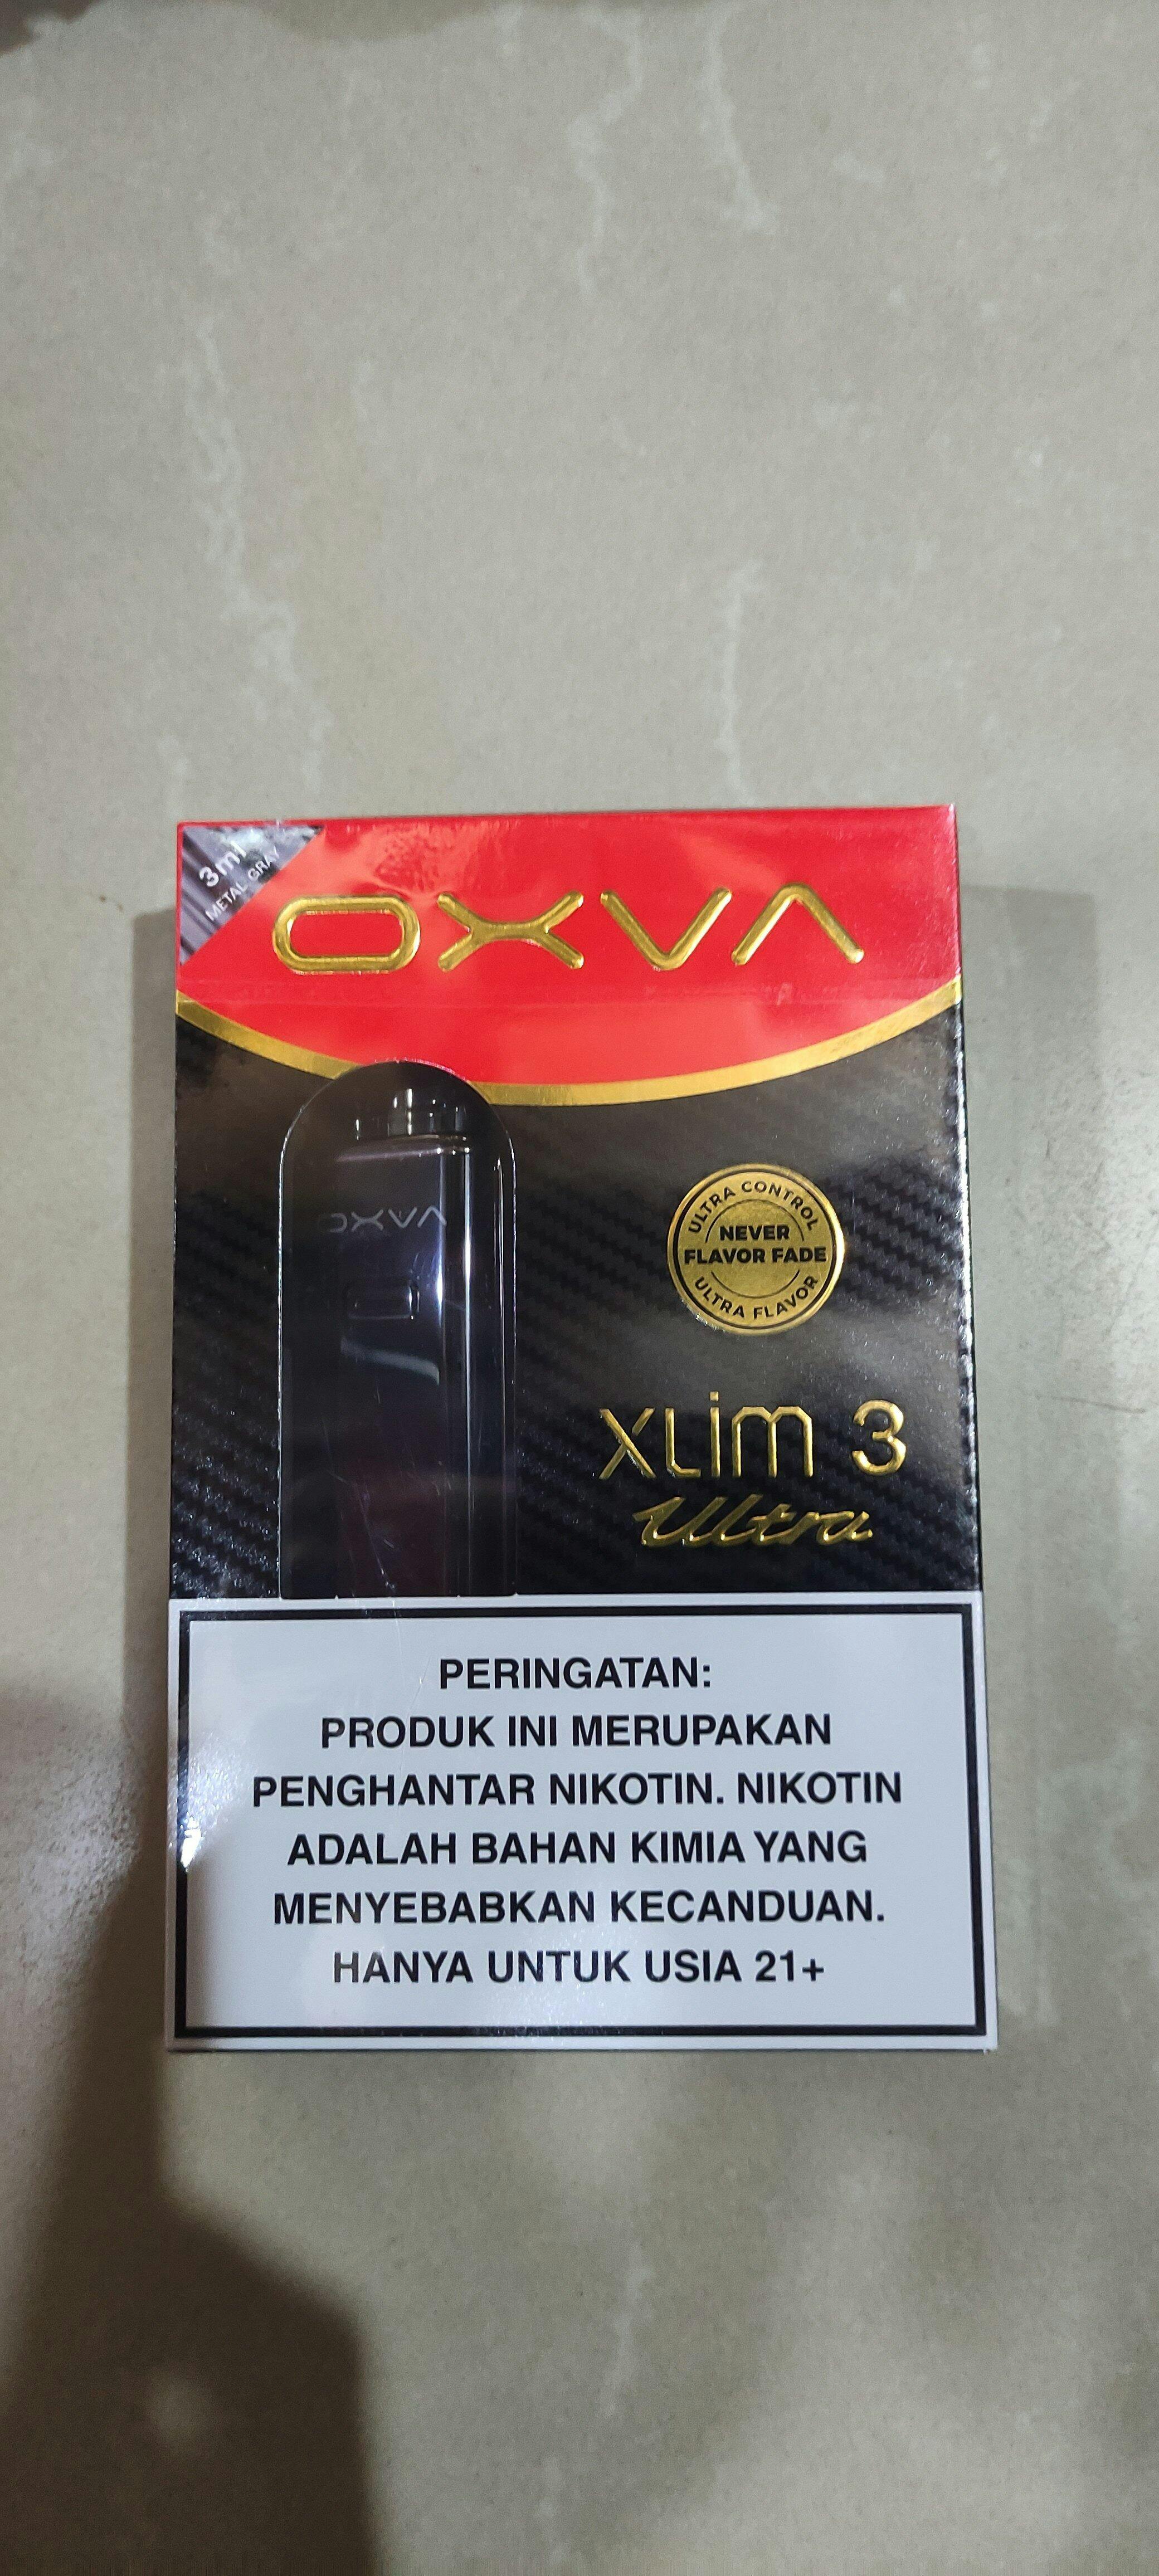 3ml
METAL GRAY
OXVA
OXVA
ULTRA CONTROL
NEVER
FLAVOR FADE
ULTRA FLAVOR
XLIM 3
Ultra
PERINGATAN:
PRODUK INI MERUPAKAN
PENGHANTAR NIKOTIN. NIKOTIN
ADALAH BAHAN KIMIA YANG
MENYEBABKAN KECANDUAN.
HANYA UNTUK USIA 21+